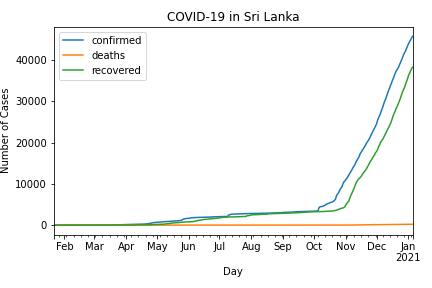 COVID-19 in Sri Lanka
confirmed
deaths
recovered
Number of Cases
40000
30000
20000
10000
0
Feb Mar Apr May Jun Jul Aug Sep Oct Nov Dec Jan
2021
Day